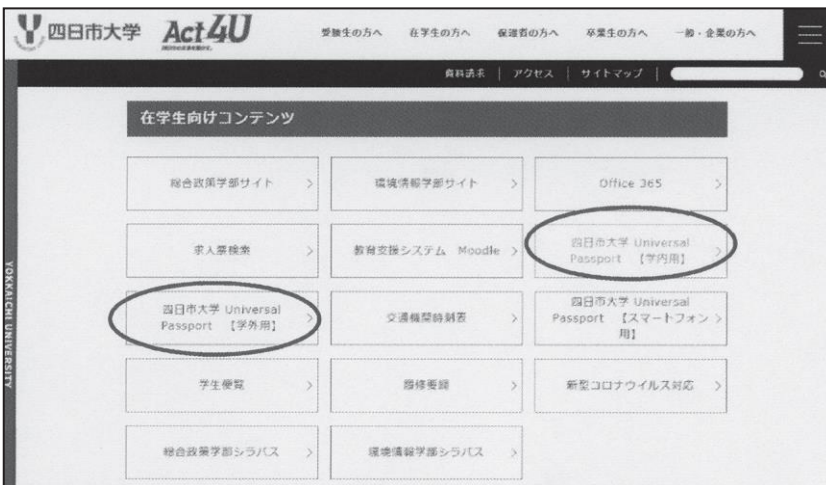 四日市大学 Act4U 受験生の方へ 在学生の方へ 保護者の方へ 卒業生の方へ 一般・企業の方へ
資料請求 | アクセス | サイトマップ |
在学生向けコンテンツ
総合政策学部サイト > 環境情報学部サイト > Office 365 >
求人票検索 > 教育支援システム Moodle > 四日市大学 Universal
Passport 【学内用】 >
四日市大学 Universal
Passport 【学外用】 > 交通機関時刻表 > 四日市大学 Universal
Passport 【スマートフォン
用】 >
学生便覧 > 履修要綱 > 新型コロナウイルス対応 >
総合政策学部シラバス > 環境情報学部シラバス >
YOKKAICHI UNIVERSITY